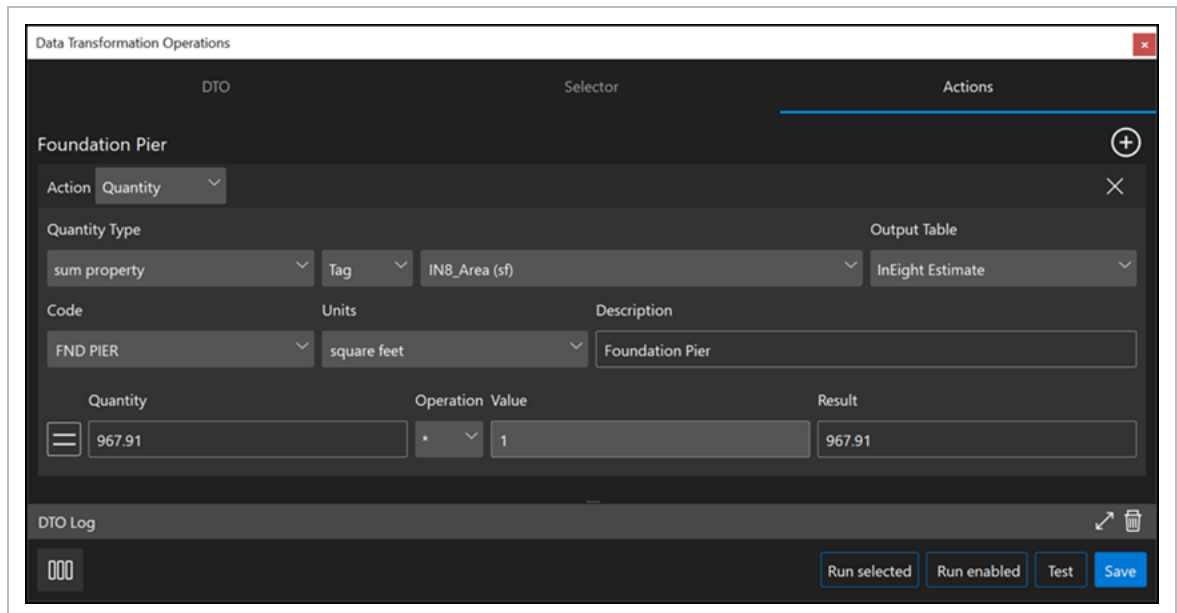 Data Transformation Operations
DTO Selector Actions
Foundation Pier
Action Quantity
Quantity Type Output Table
sum property Tag IN8_Area (sf) InEight Estimate
Code Units Description
FND PIER square feet Foundation Pier
Quantity Operation Value Result
967.91 * 1 967.91
DTO Log
Run selected Run enabled Test Save